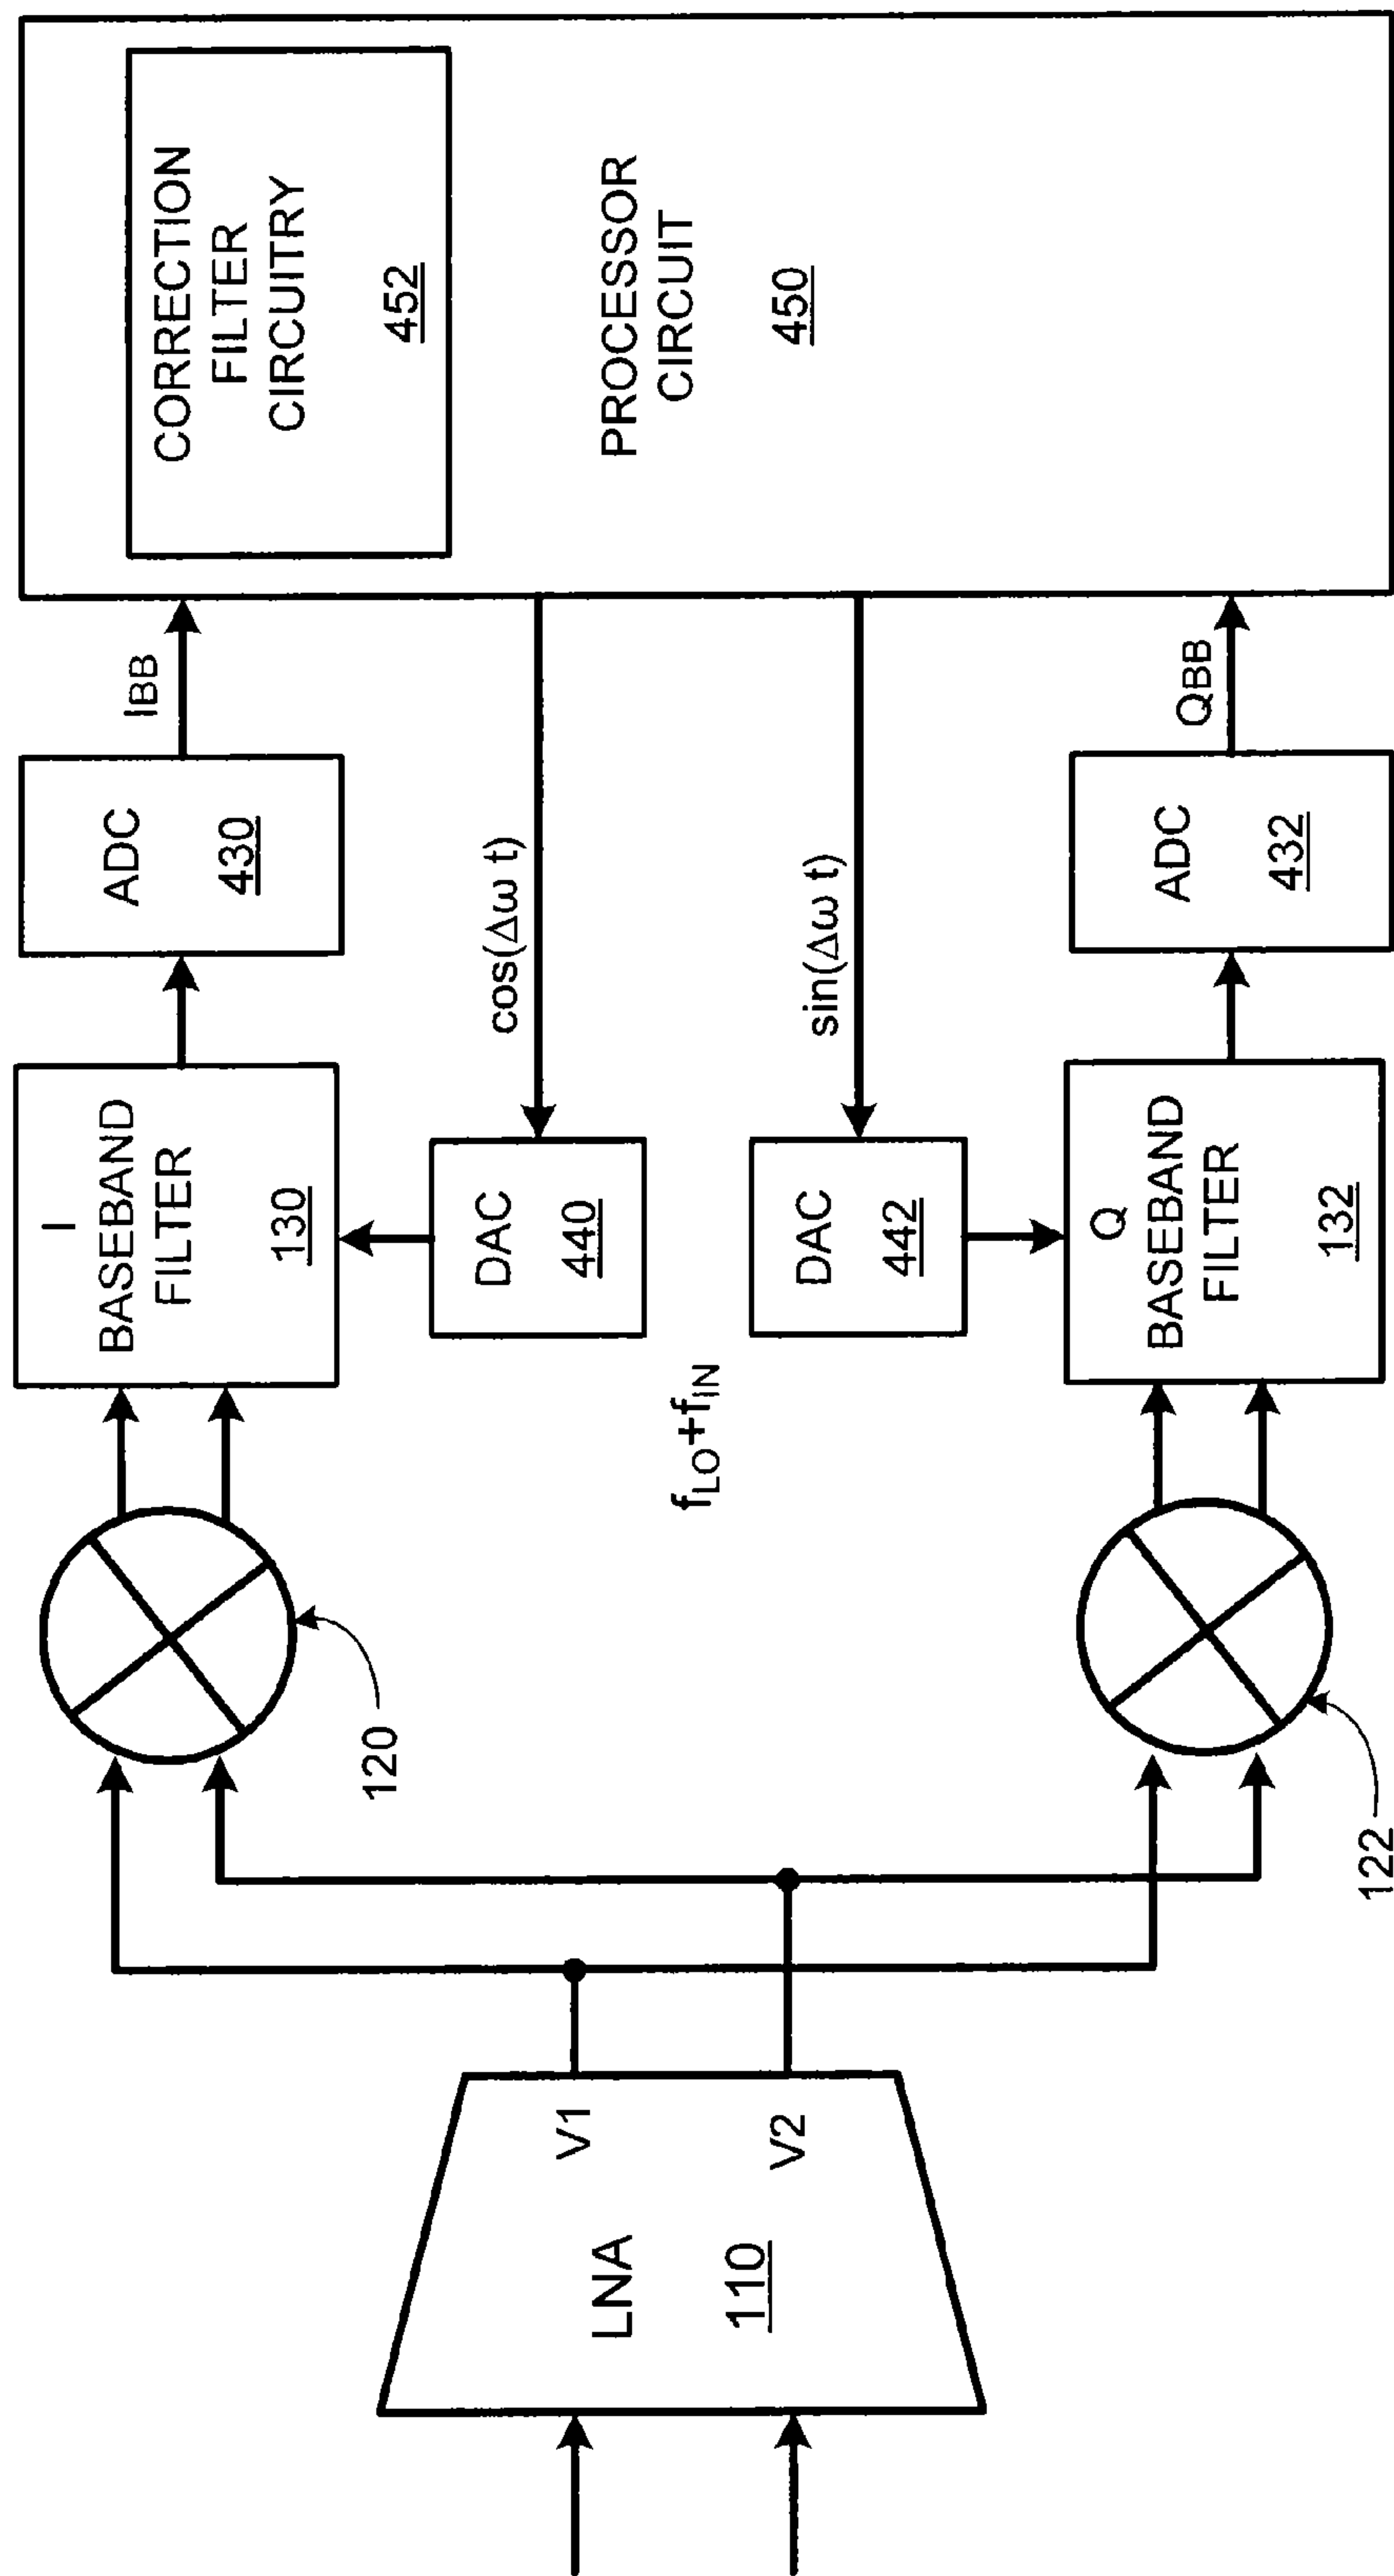 LNA
110
V1
V2
120
122
fLO+fIN
I
BASEBAND
FILTER
130
DAC
440
DAC
442
Q
BASEBAND
FILTER
132
cos(Δω t)
sin(Δω t)
ADC
430
ADC
432
IBB
QBB
CORRECTION
FILTER
CIRCUITRY
452
PROCESSOR
CIRCUIT
450